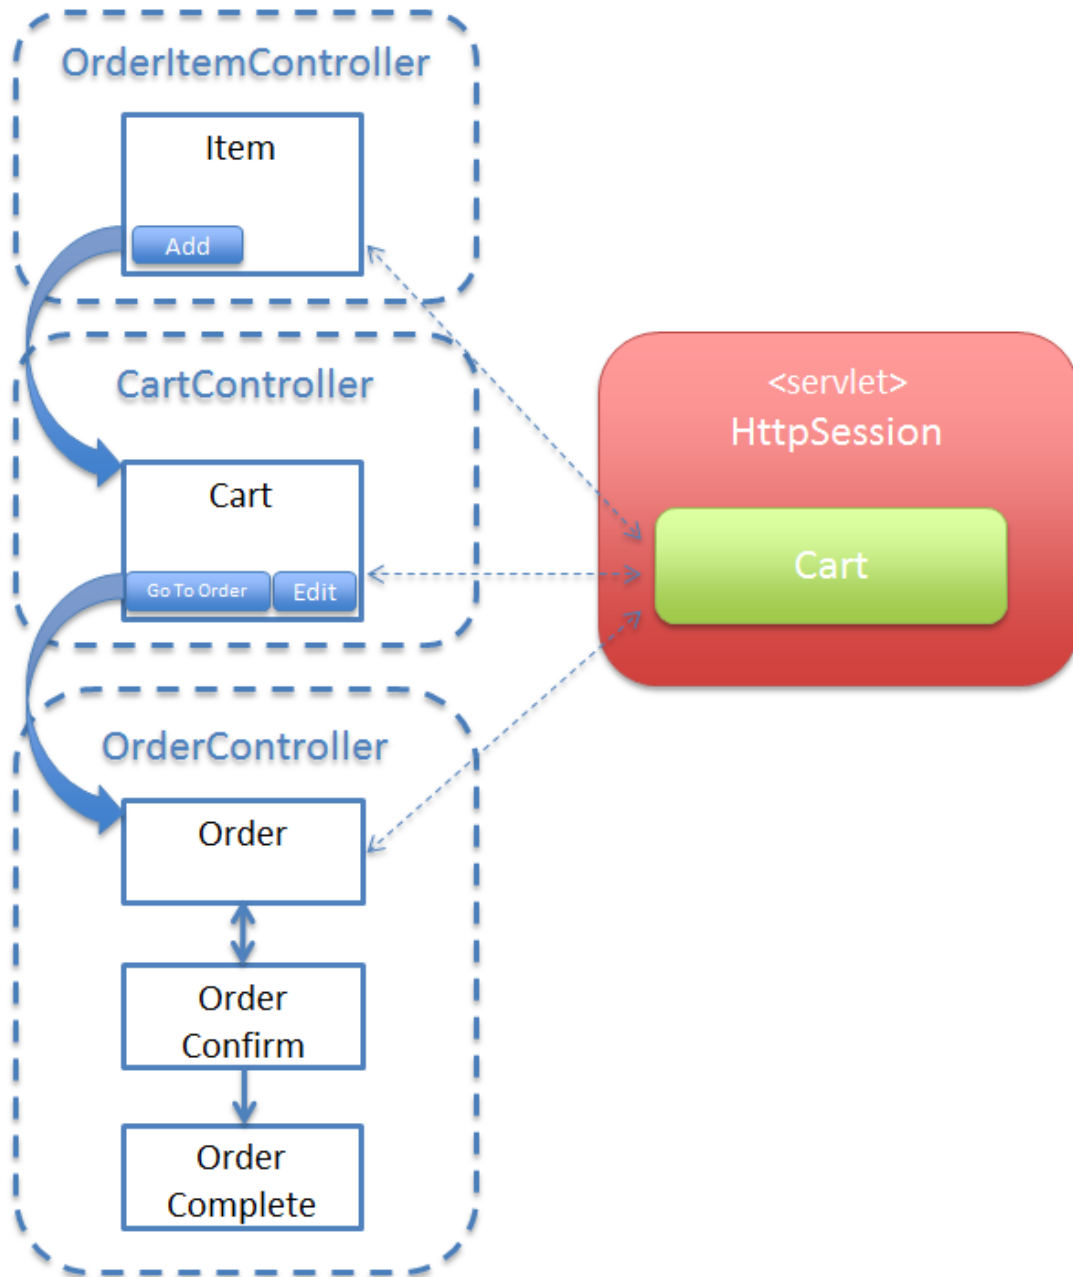 OrderItemController
Item
Add
CartController
Cart
Go To Order
Edit
<servlet>
HttpSession
Cart
OrderController
Order
Order
Confirm
Order
Complete